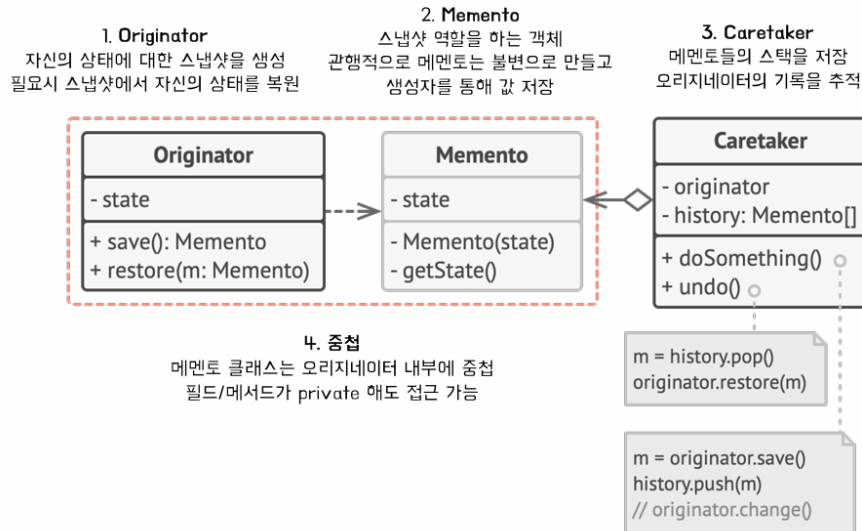 1. Originator
자신의 상태에 대한 스냅샷을 생성
필요시 스냅샷에서 자신의 상태를 복원
2. Memento
스냅샷 역할을 하는 객체
관행적으로 메멘토는 불변으로 만들고
생성자를 통해 값 저장
3. Caretaker
메멘토들의 스택을 저장
오리지네이터의 기록을 추적
Originator
- state
+ save(): Memento
+ restore(m: Memento)
Memento
- state
- Memento(state)
- getState()
Caretaker
- originator
- history: Memento[]
+ doSomething()
+ undo()
4. 중첩
메멘토 클래스는 오리지네이터 내부에 중첩
필드/메서드가 private 해도 접근 가능
m = history.pop()
originator.restore(m)
m = originator.save()
history.push(m)
// originator.change()